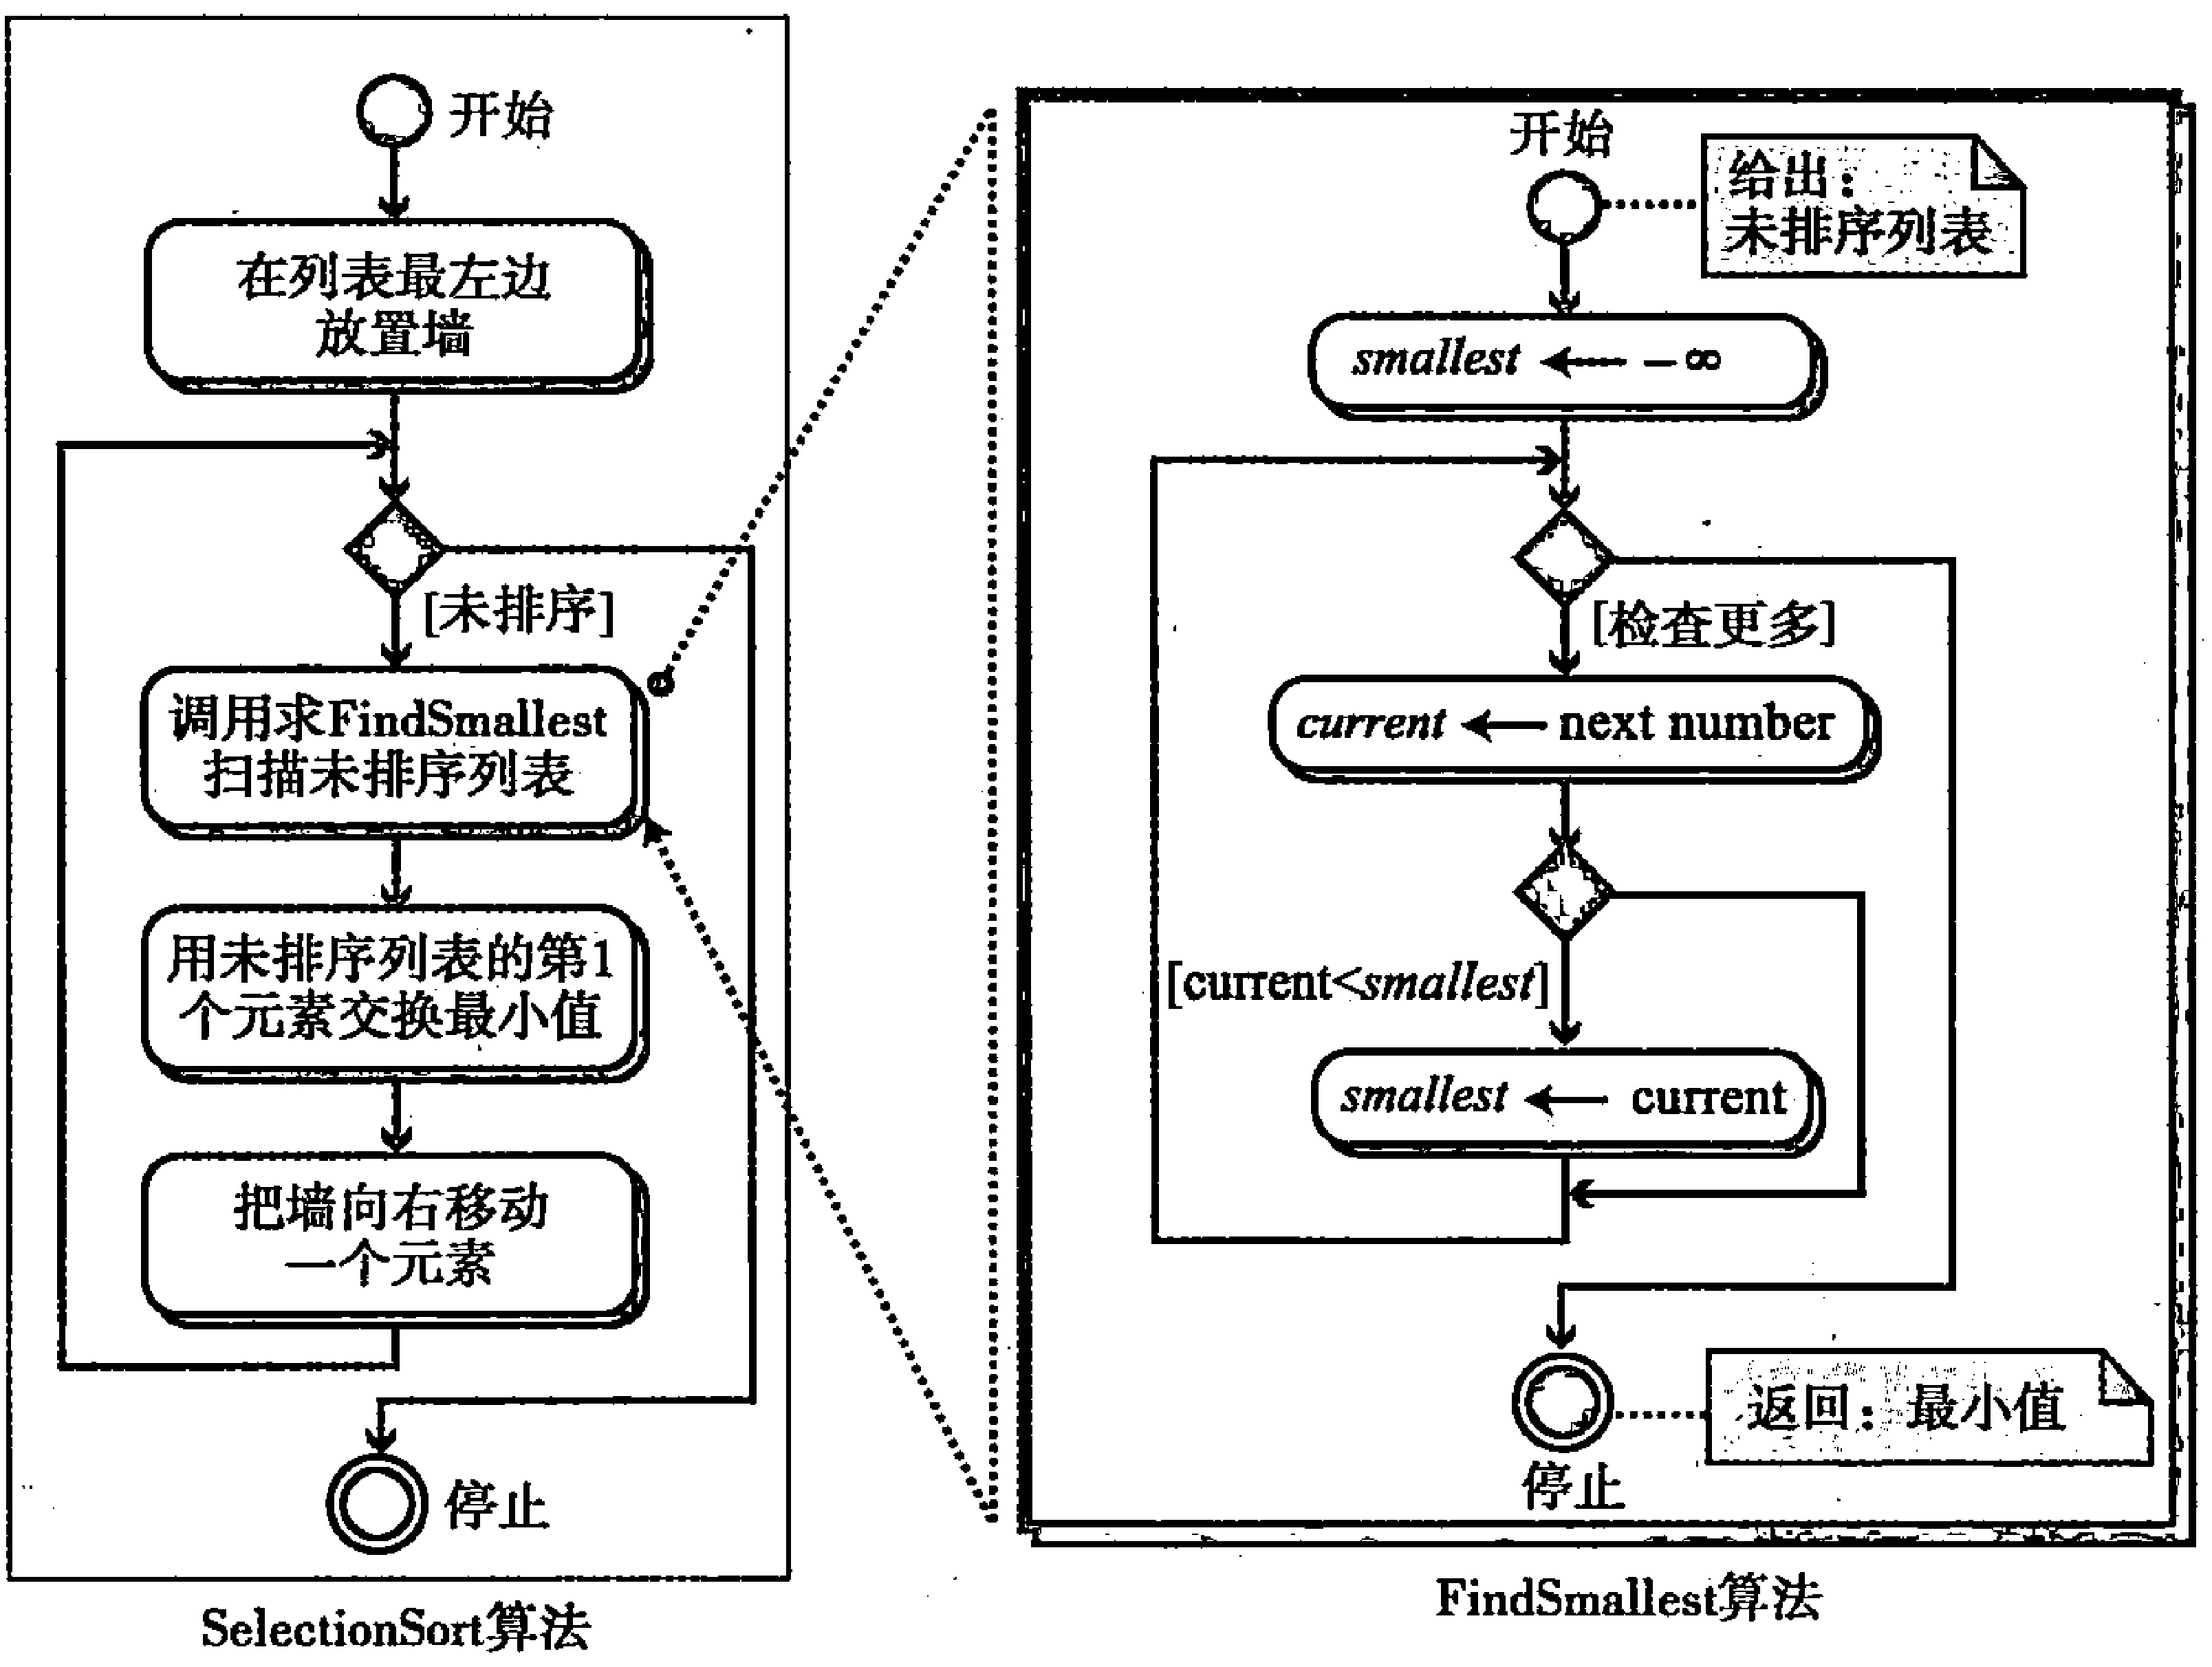 开始
在列表最左边
放置墙
[未排序]
调用求FindSmallest
扫描未排序列表
用未排序列表的第1
个元素交换最小值
把墙向右移动
一个元素
停止
SelectionSort算法
开始
给出：
未排序列表
smallest ← －∞
[检查更多]
current ← next number
[current<smallest]
smallest ← current
返回：最小值
停止
FindSmallest算法